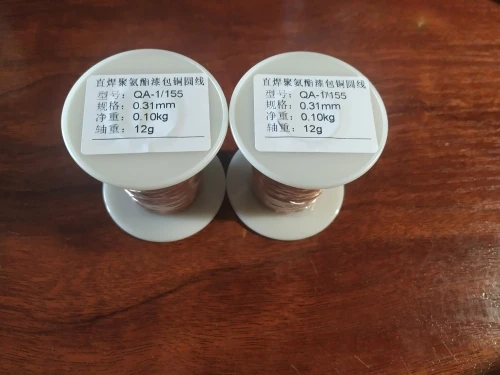 直焊聚氨酯漆包铜圆线
型号：QA-1/155
规格：0.31mm
净重：0.10kg
轴重：12g
直焊聚氨酯漆包铜圆线
型号：QA-1/155
规格：0.31mm
净重：0.10kg
轴重：12g